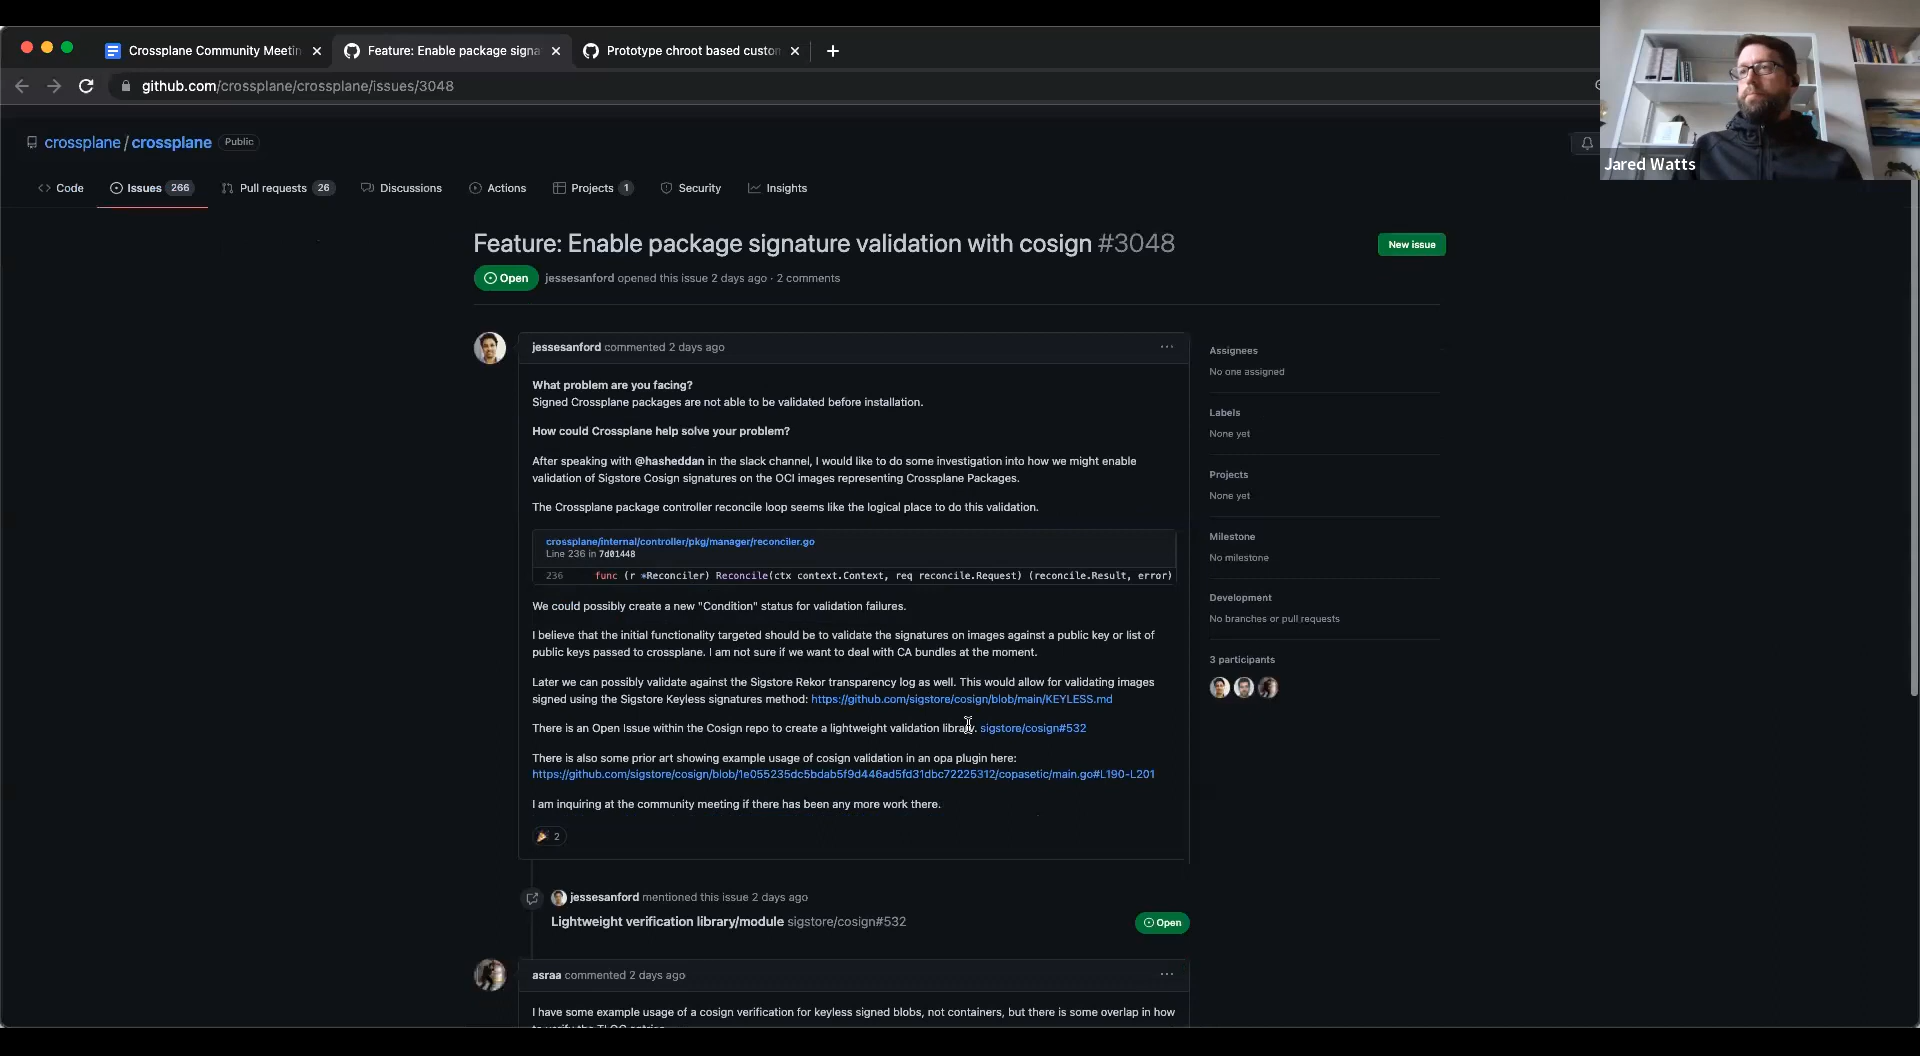 Crossplane Community Meetin
Feature: Enable package signa
Prototype chroot based custor
github.com/crossplane/crossplane/issues/3048
Jared Watts
crossplane / crossplane Public
Code
Issues 266
Pull requests 26
Discussions
Actions
Projects 1
Security
Insights
Feature: Enable package signature validation with cosign #3048
New issue
Open jessesanford opened this issue 2 days ago · 2 comments
jessesanford commented 2 days ago
What problem are you facing?
Signed Crossplane packages are not able to be validated before installation.
How could Crossplane help solve your problem?
After speaking with @hasheddan in the slack channel, I would like to do some investigation into how we might enable
validation of Sigstore Cosign signatures on the OCI images representing Crossplane Packages.
The Crossplane package controller reconcile loop seems like the logical place to do this validation.
crossplane/internal/controller/pkg/manager/reconciler.go
Line 236 in 7d01448
236 func (r *Reconciler) Reconcile(ctx context.Context, req reconcile.Request) (reconcile.Result, error)
We could possibly create a new "Condition" status for validation failures.
I believe that the initial functionality targeted should be to validate the signatures on images against a public key or list of
public keys passed to crossplane. I am not sure if we want to deal with CA bundles at the moment.
Later we can possibly validate against the Sigstore Rekor transparency log as well. This would allow for validating images
signed using the Sigstore Keyless signatures method: https://github.com/sigstore/cosign/blob/main/KEYLESS.md
There is an Open Issue within the Cosign repo to create a lightweight validation library. sigstore/cosign#532
There is also some prior art showing example usage of cosign validation in an opa plugin here:
https://github.com/sigstore/cosign/blob/1e055235dc5bdab5f9d446ad5fd31dbc72225312/copasetic/main.go#L190-L201
I am inquiring at the community meeting if there has been any more work there.
2
jessesanford mentioned this issue 2 days ago
Lightweight verification library/module sigstore/cosign#532
Open
asraa commented 2 days ago
I have some example usage of a cosign verification for keyless signed blobs, not containers, but there is some overlap in how
Assignees
No one assigned
Labels
None yet
Projects
None yet
Milestone
No milestone
Development
No branches or pull requests
3 participants